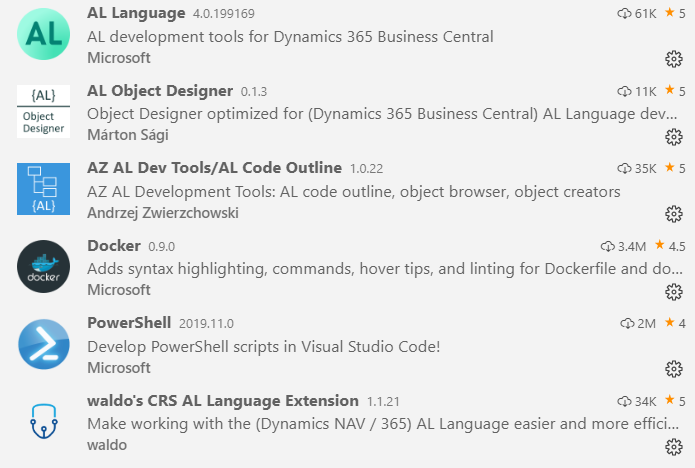 AL Language 4.0.199169 61K ★ 5
AL development tools for Dynamics 365 Business Central
Microsoft
AL
AL Object Designer 0.1.3 11K ★ 5
Object Designer optimized for (Dynamics 365 Business Central) AL Language dev...
Márton Sági
{AL}
Object
Designer
AZ AL Dev Tools/AL Code Outline 1.0.22 35K ★ 5
AZ AL Development Tools: AL code outline, object browser, object creators
Andrzej Zwierzchowski
{AL}
Docker 0.9.0 3.4M ★ 4.5
Adds syntax highlighting, commands, hover tips, and linting for Dockerfile and do...
Microsoft
docker
PowerShell 2019.11.0 2M ★ 4
Develop PowerShell scripts in Visual Studio Code!
Microsoft
waldo's CRS AL Language Extension 1.1.21 34K ★ 5
Make working with the (Dynamics NAV / 365) AL Language easier and more effici...
waldo